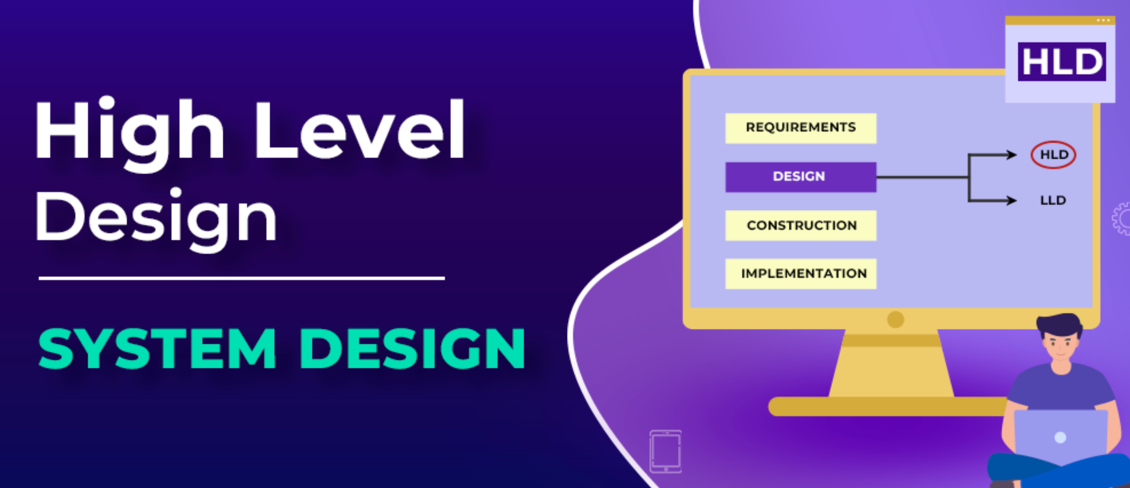 High Level
Design
SYSTEM DESIGN
HLD
REQUIREMENTS
DESIGN
HLD
LLD
CONSTRUCTION
IMPLEMENTATION